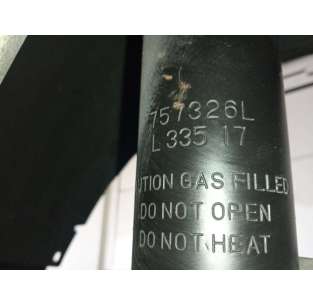 757326L
L 335 17
UTION GAS FILLED
DO NOT OPEN
DO NOT HEAT